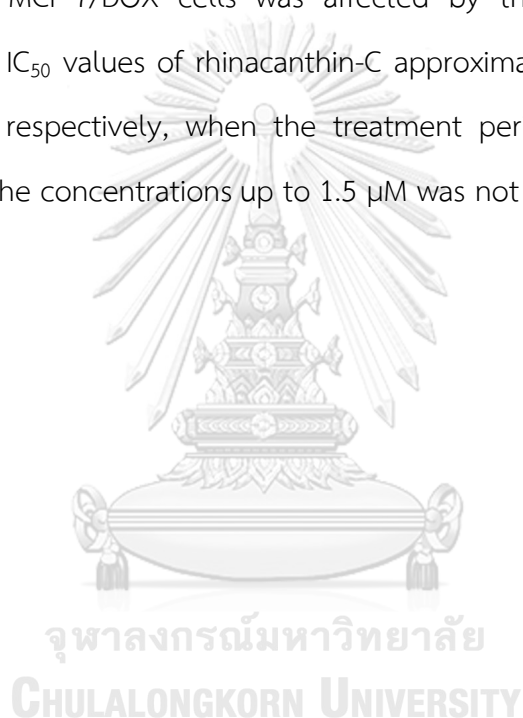 MCF-7/DOX cells was affected by th
IC₅₀ values of rhinacanthin-C approxima
respectively, when the treatment per
he concentrations up to 1.5 µM was not
จุฬาลงกรณ์มหาวิทยาลัย
CHULALONGKORN UNIVERSITY